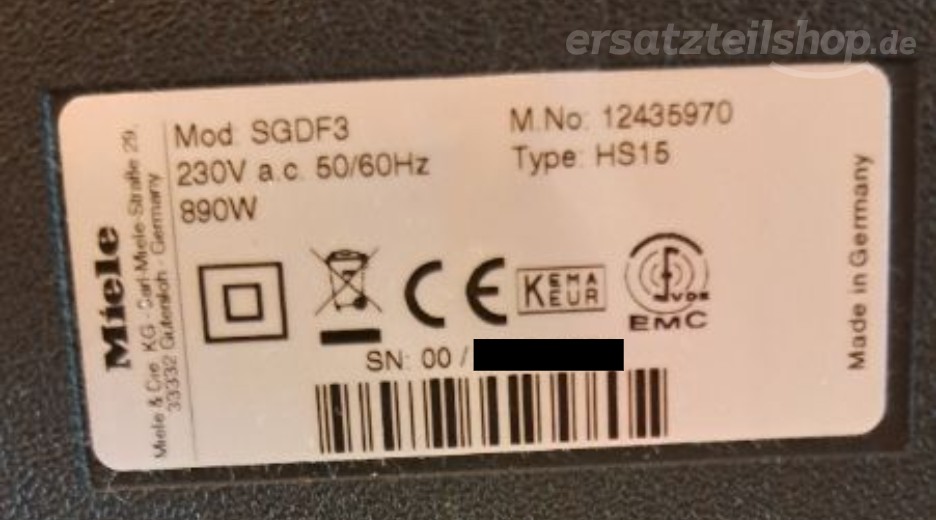 ersatzteilshop.de
Mod. SGDF3
230V a.c. 50/60Hz
890W
M.No: 12435970
Type: HS15
Miele
Miele & Cie. KG · Carl-Miele-Straße 29,
33332 Gütersloh · Germany
CE
KEMA
EUR
VDE
EMC
SN: 00 /
Made in Germany